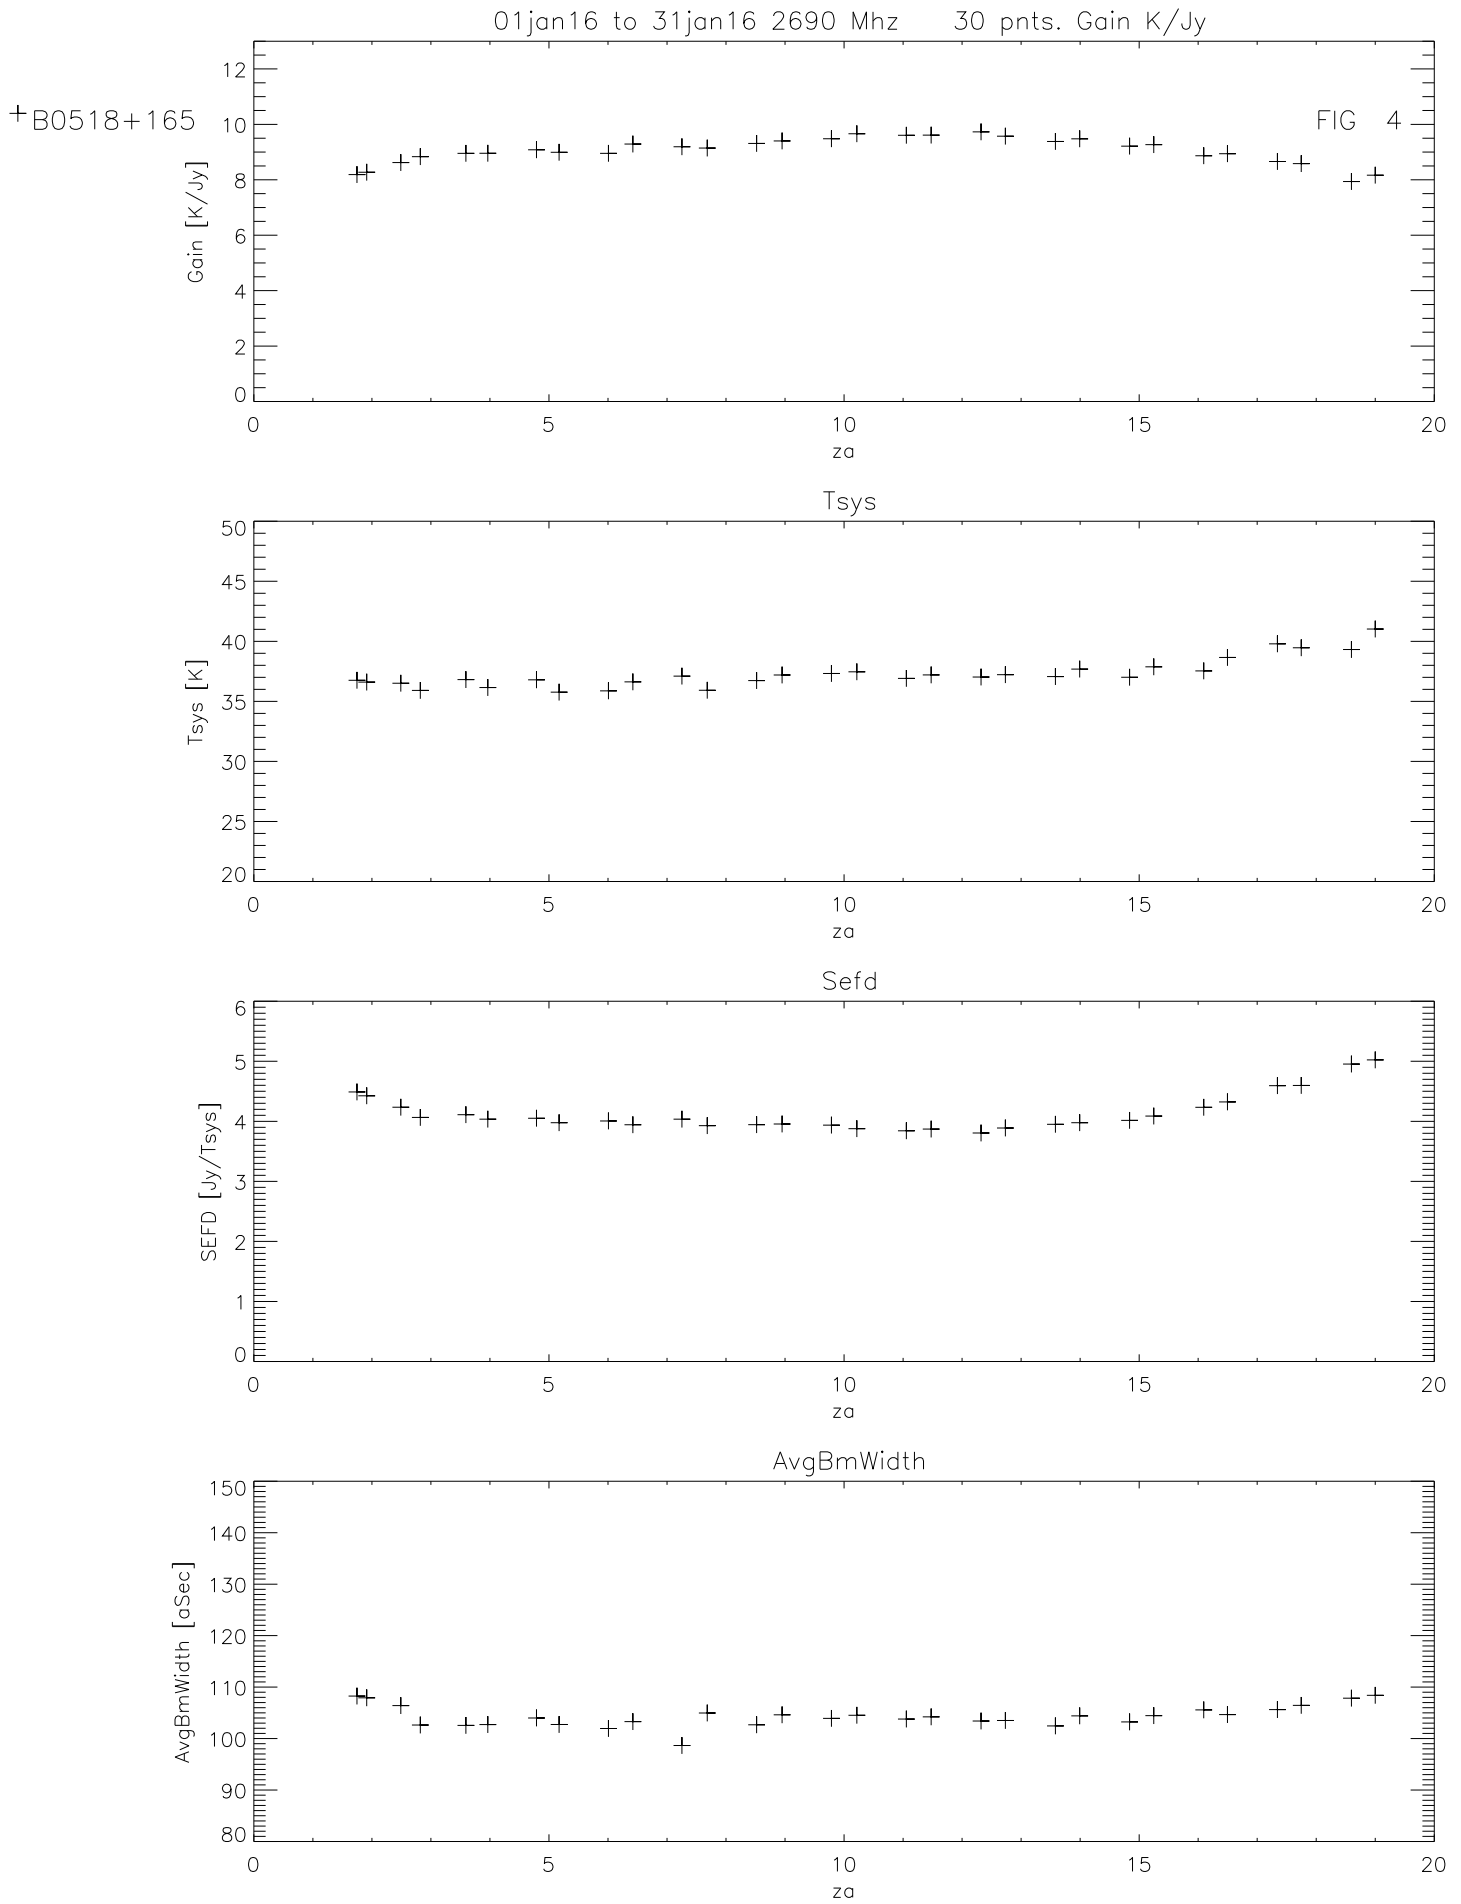 01jan16 to 31jan16 2690 Mhz 30 pnts. Gain K/Jy
+B0518+165
FIG 4
Gain [K/Jy]
12
10
8
6
4
2
0
0 5 10 15 20
za
Tsys
Tsys [K]
50
45
40
35
30
25
20
0 5 10 15 20
za
Sefd
SEFD [Jy/Tsys]
6
5
4
3
2
1
0
0 5 10 15 20
za
AvgBmWidth
AvgBmWidth [aSec]
150
140
130
120
110
100
90
80
0 5 10 15 20
za